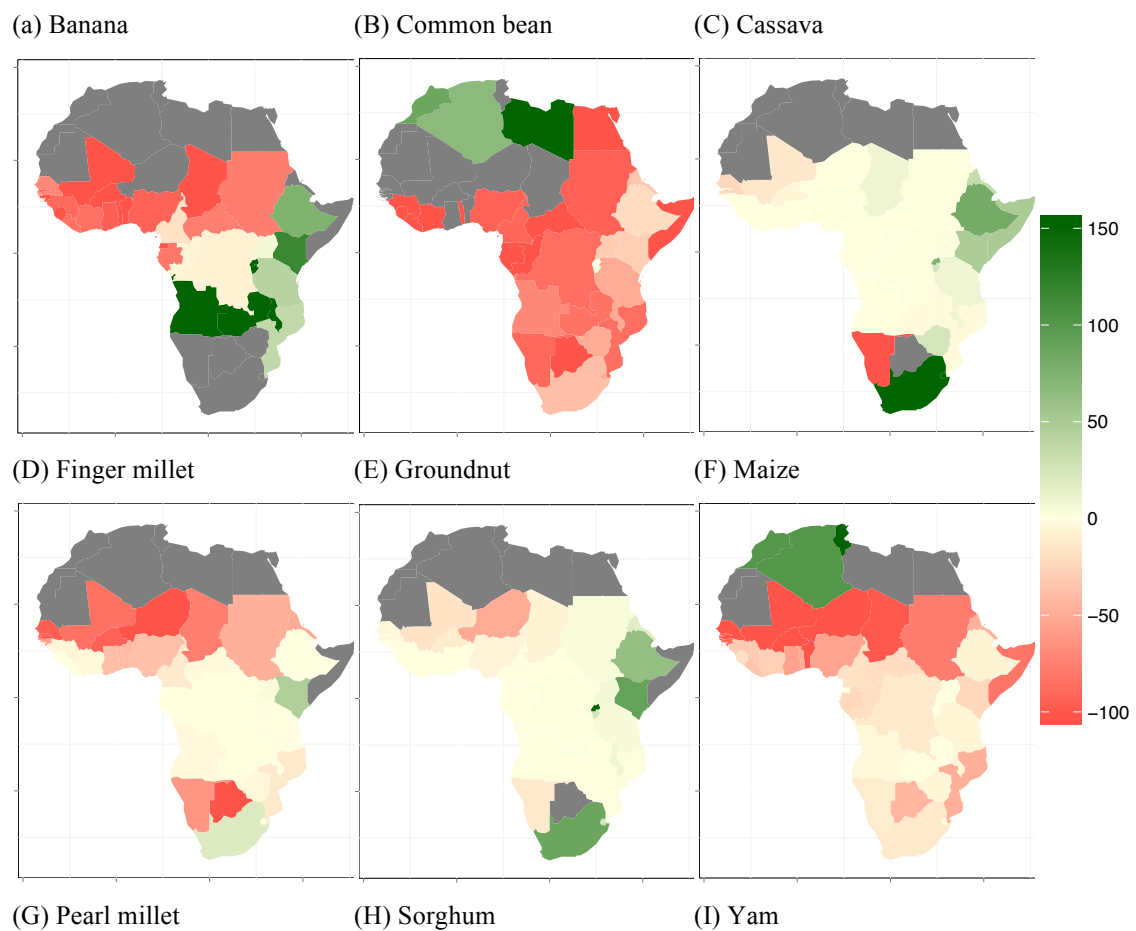 (a) Banana
(B) Common bean
(C) Cassava
(D) Finger millet
(E) Groundnut
(F) Maize
150
100
50
0
−50
−100
(G) Pearl millet
(H) Sorghum
(I) Yam